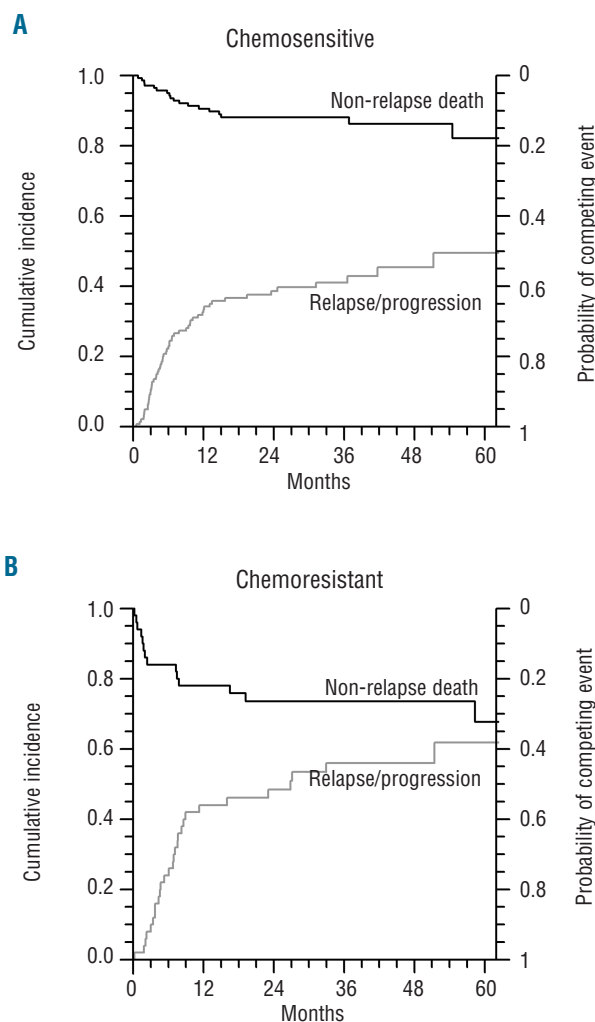 A
Chemosensitive
1.0
0.8
0.6
0.4
0.2
0.0
Cumulative incidence
Non-relapse death
Relapse/progression
0
0.2
0.4
0.6
0.8
1
Probability of competing event
0 12 24 36 48 60
Months
B
Chemoresistant
1.0
0.8
0.6
0.4
0.2
0.0
Cumulative incidence
Non-relapse death
Relapse/progression
0
0.2
0.4
0.6
0.8
1
Probability of competing event
0 12 24 36 48 60
Months